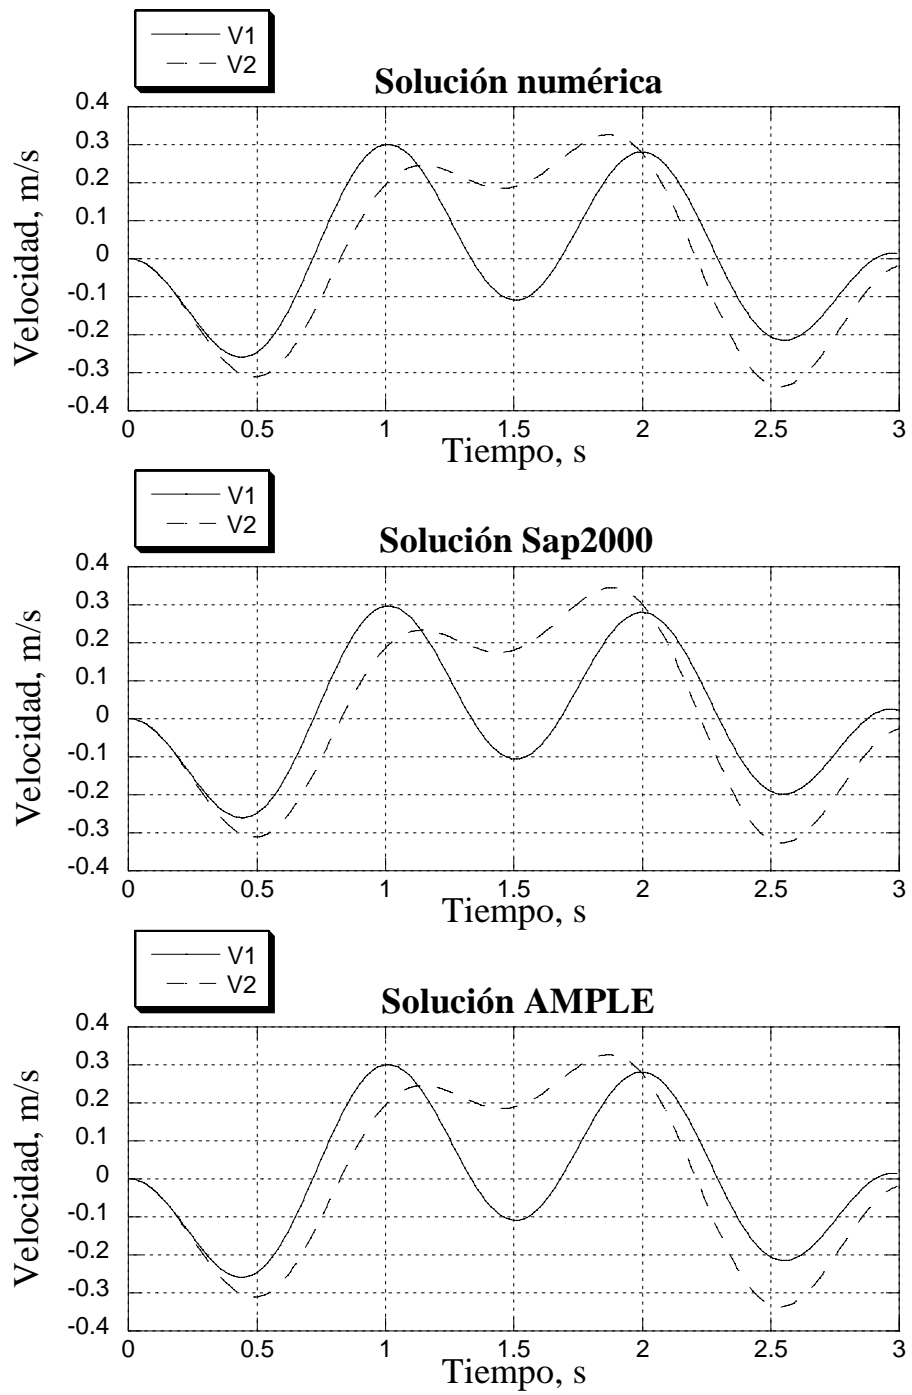 V1
V2
Solución numérica
0.4
0.3
0.2
0.1
0
-0.1
-0.2
-0.3
-0.4
Velocidad, m/s
0 0.5 1 1.5 2 2.5 3
Tiempo, s
V1
V2
Solución Sap2000
0.4
0.3
0.2
0.1
0
-0.1
-0.2
-0.3
-0.4
Velocidad, m/s
0 0.5 1 1.5 2 2.5 3
Tiempo, s
V1
V2
Solución AMPLE
0.4
0.3
0.2
0.1
0
-0.1
-0.2
-0.3
-0.4
Velocidad, m/s
0 0.5 1 1.5 2 2.5 3
Tiempo, s